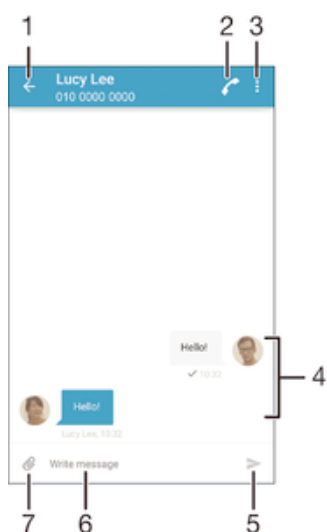 1 2 3
Lucy Lee
010 0000 0000
Hello!
10:33
4
Hello!
Lucy Lee, 10:32
Write message
7 6 5